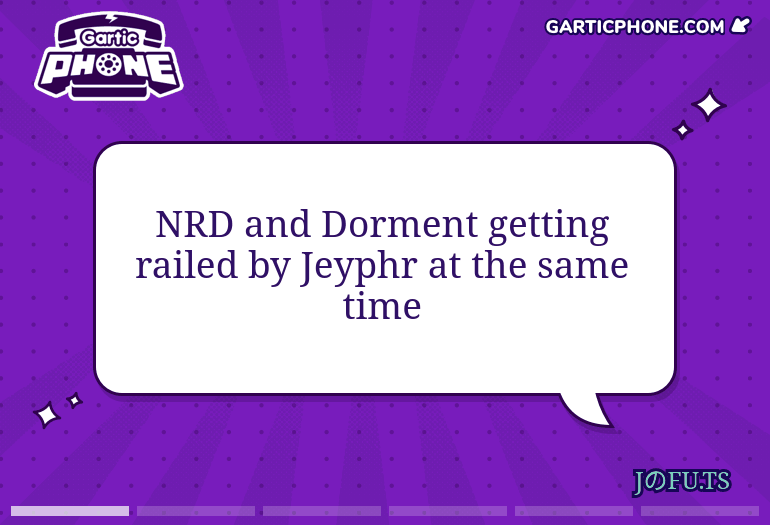 Gartic
PHONE
GARTICPHONE.COM
NRD and Dorment getting
railed by Jeyphr at the same
time
JのFU.TS